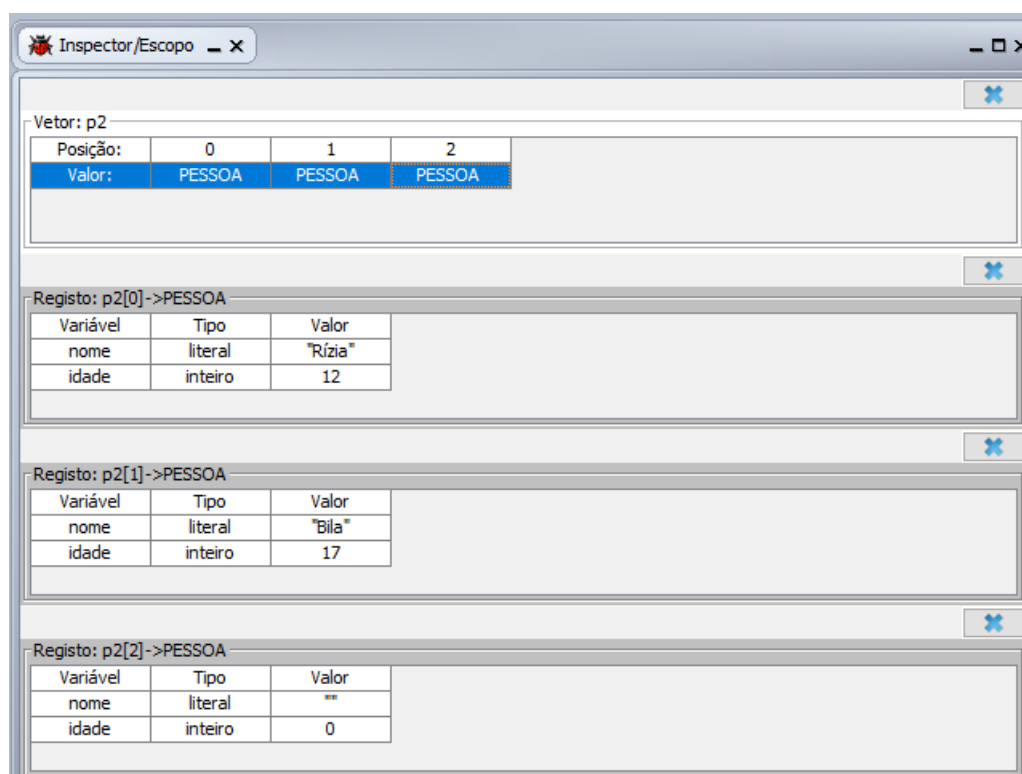 Inspector/Escopo
Vetor: p2
Posição: 0 1 2
Valor: PESSOA PESSOA PESSOA
Registo: p2[0]->PESSOA
Variável Tipo Valor
nome literal "Rízia"
idade inteiro 12
Registo: p2[1]->PESSOA
Variável Tipo Valor
nome literal "Bila"
idade inteiro 17
Registo: p2[2]->PESSOA
Variável Tipo Valor
nome literal ""
idade inteiro 0